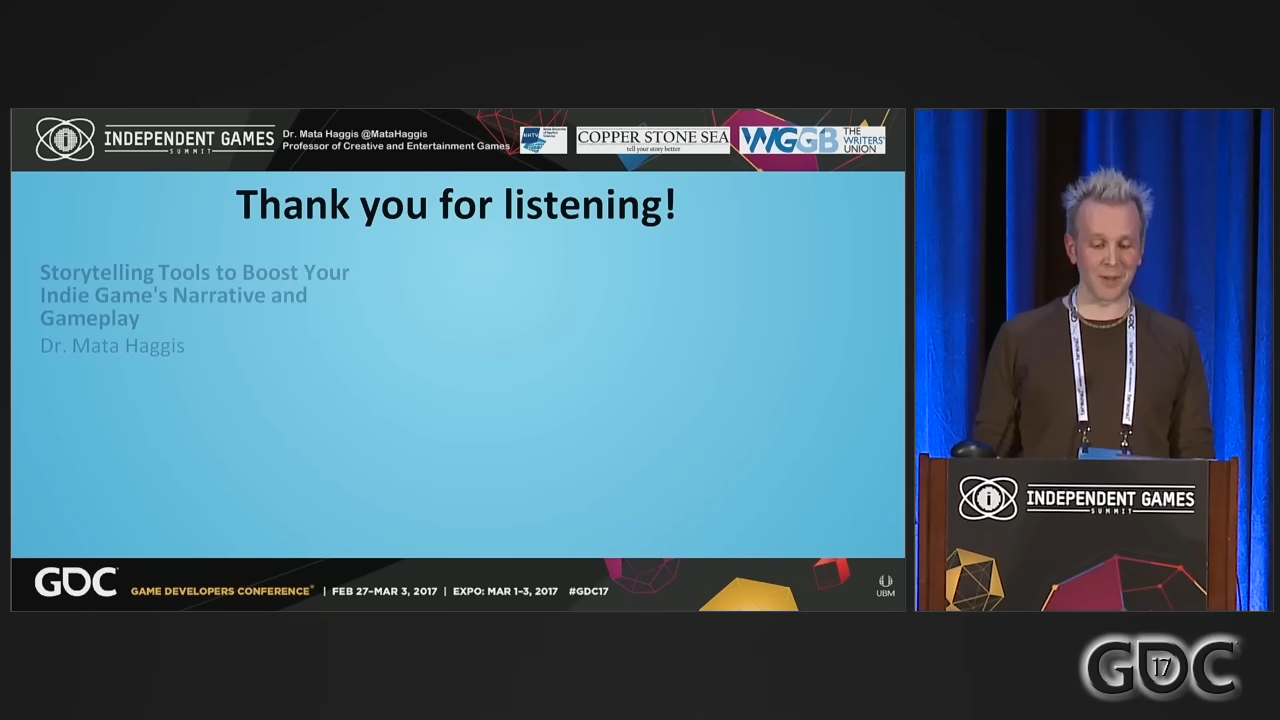 INDEPENDENT GAMES
SUMMIT
Dr. Mata Haggis @MataHaggis
Professor of Creative and Entertainment Games
NHTV
COPPER STONE SEA
tell your story better
WGGB
THE
WRITERS'
UNION
Thank you for listening!
Storytelling Tools to Boost Your
Indie Game's Narrative and
Gameplay
Dr. Mata Haggis
GDC
GAME DEVELOPERS CONFERENCE® | FEB 27–MAR 3, 2017 | EXPO: MAR 1–3, 2017 #GDC17
UBM
GDC
INDEPENDENT GAMES
SUMMIT
GDC
17